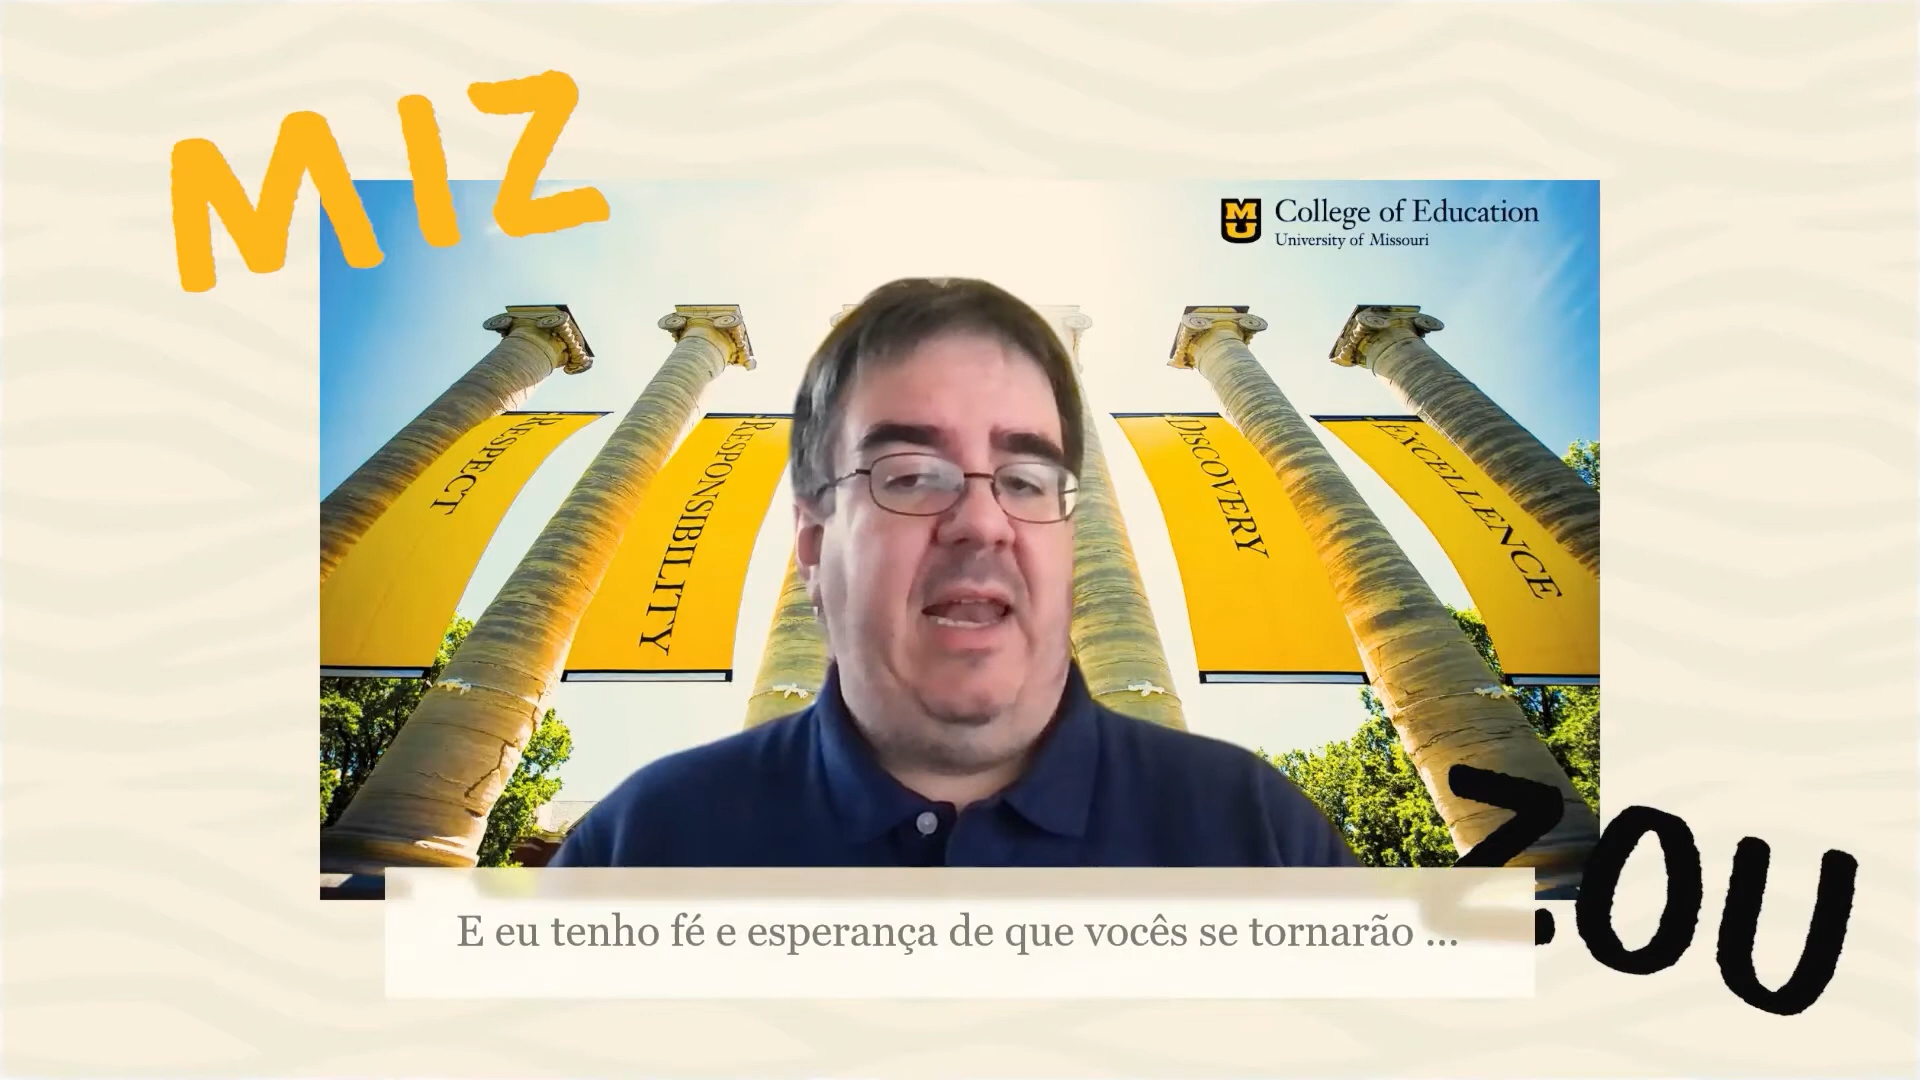 MIZ
MU
College of Education
University of Missouri
RESPECT
RESPONSIBILITY
DISCOVERY
EXCELLENCE
ZOU
E eu tenho fé e esperança de que vocês se tornarão ...